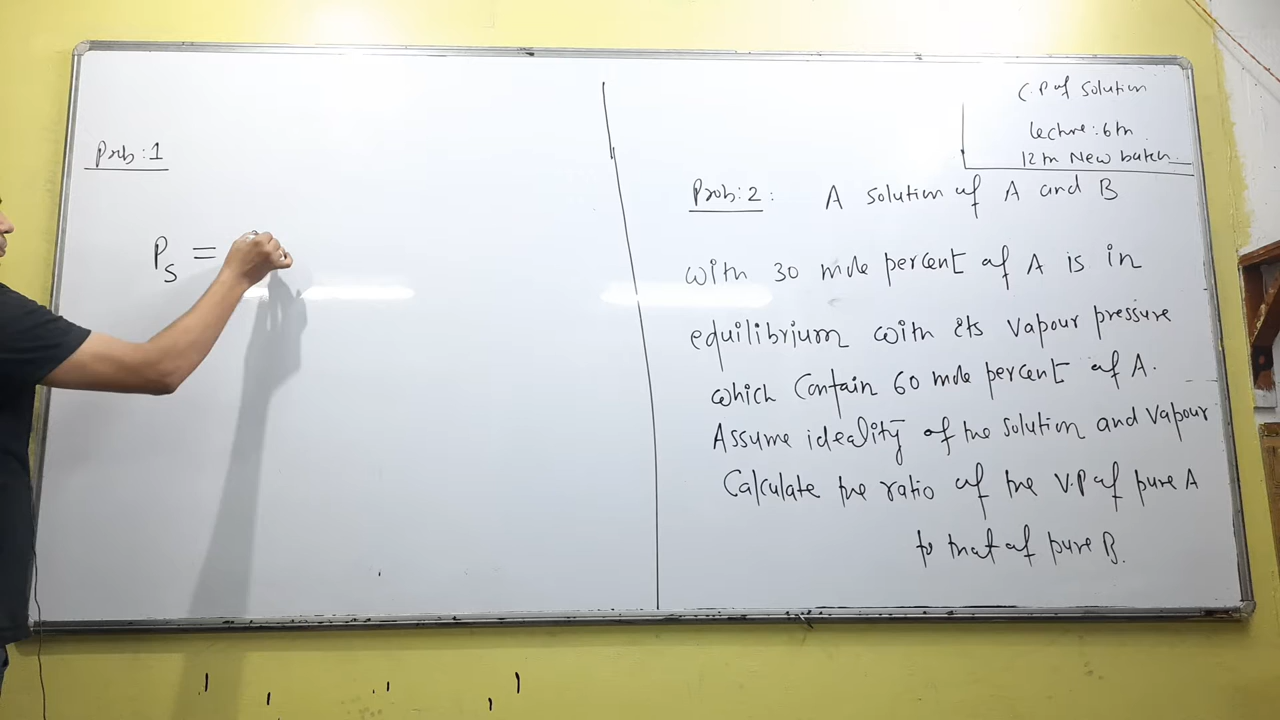 Prob:1
P_S =
C.P of Solution
Lecture:6th
12th New batch
Prob:2: A Solution of A and B
with 30 mole percent of A is in
equilibrium with its vapour pressure
which Contain 60 mole percent of A.
Assume ideality of the solution and vapour
Calculate the ratio of the V.P of pure A
to that of pure B.